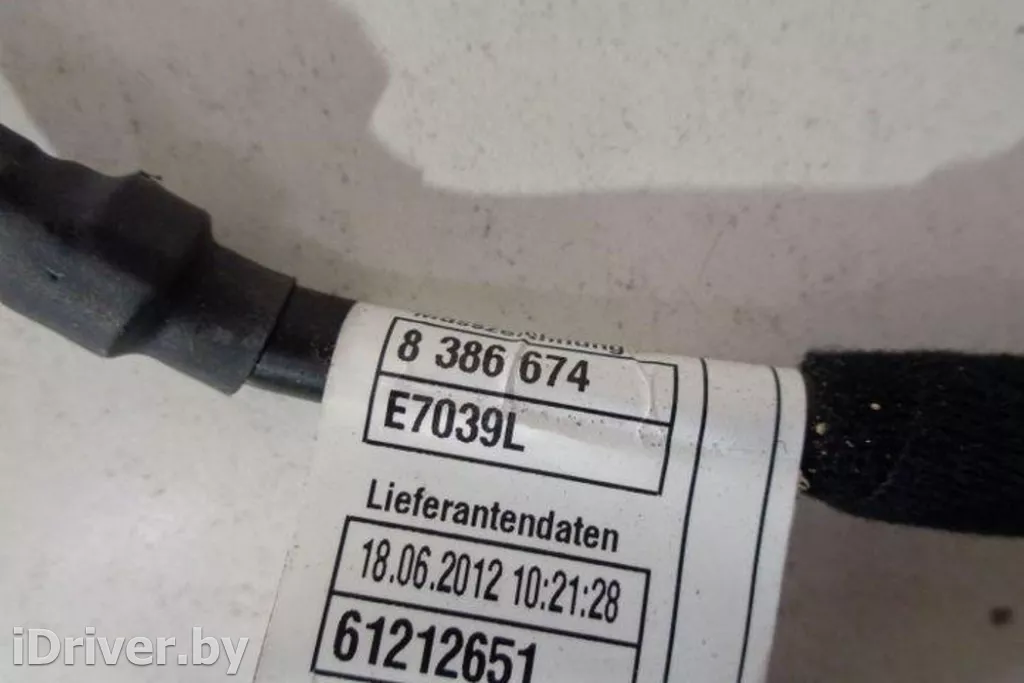 8 386 674
E7039L
Lieferantendaten
18.06.2012 10:21:28
61212651
iDriver.by